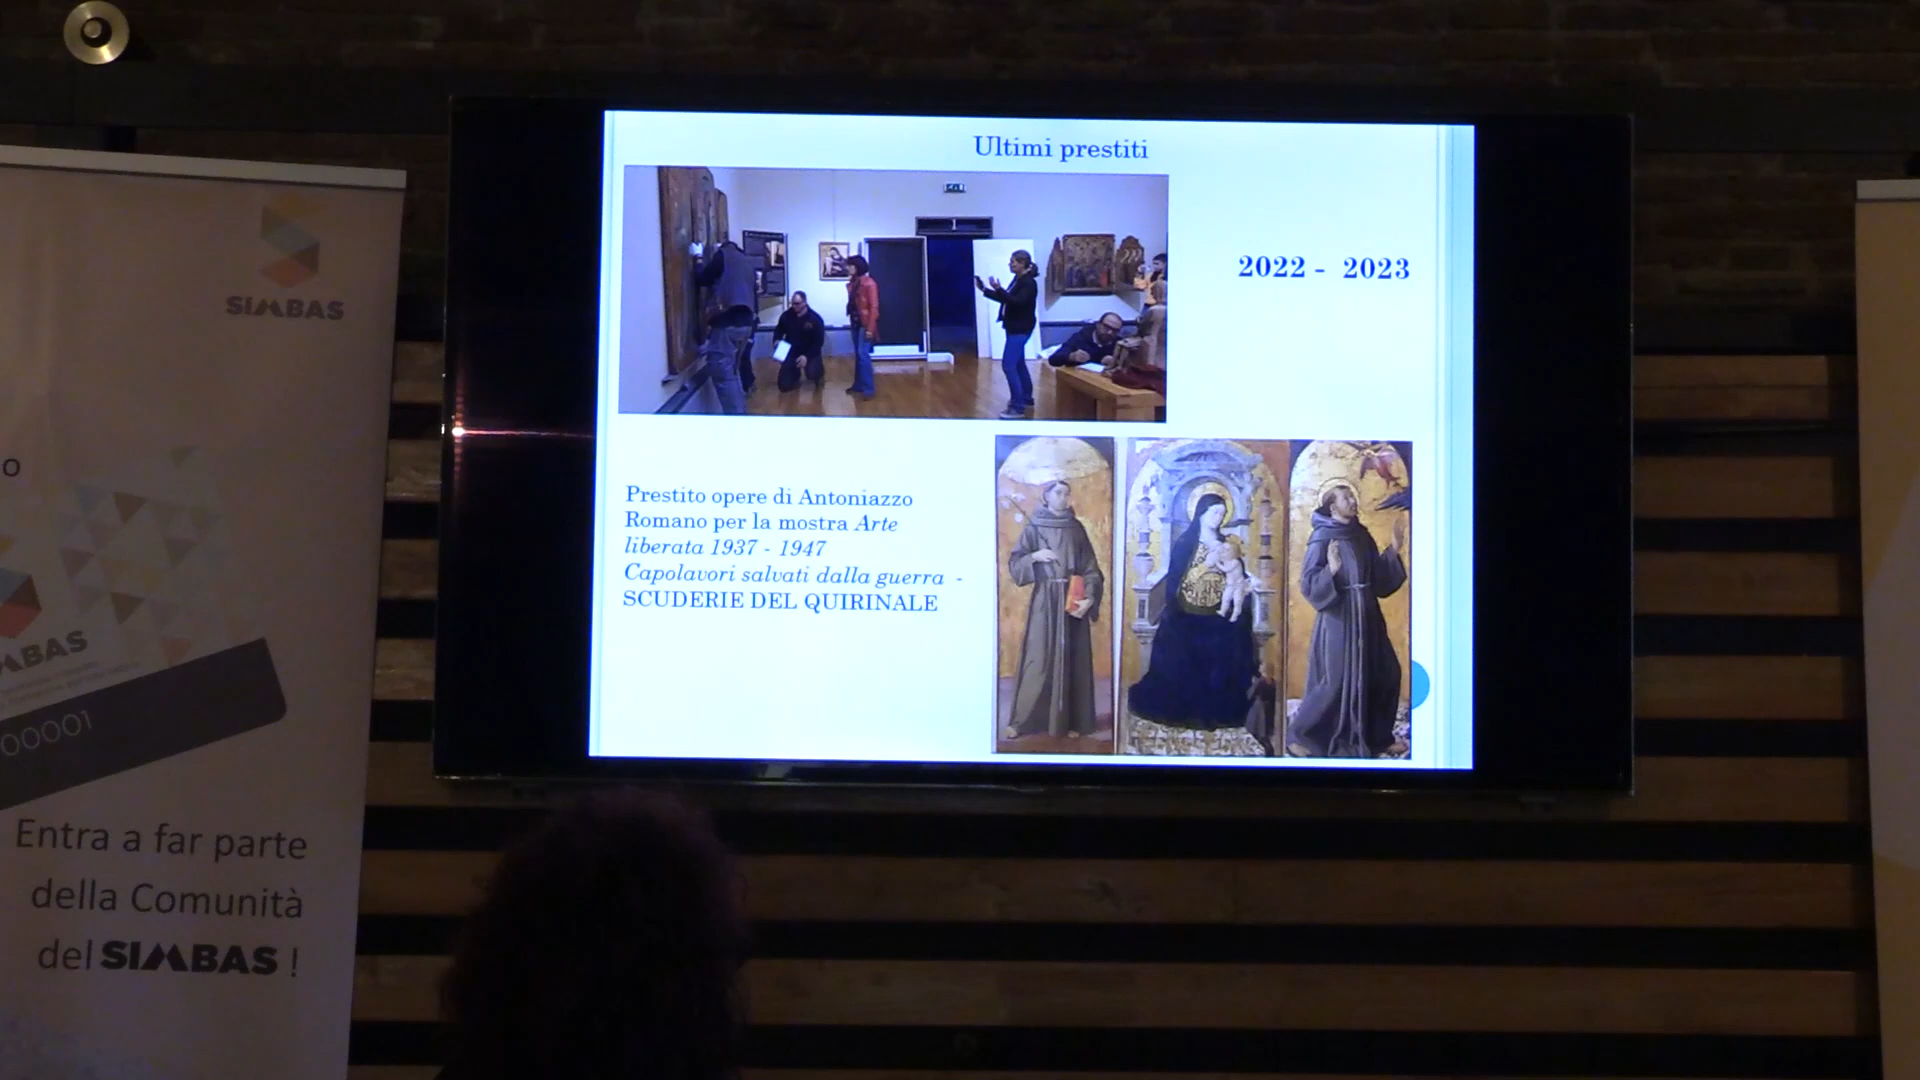 SIMBAS
o
MBAS
00001
Entra a far parte
della Comunità
del SIMBAS !
Ultimi prestiti
2022 - 2023
Prestito opere di Antoniazzo
Romano per la mostra Arte
liberata 1937 - 1947
Capolavori salvati dalla guerra -
SCUDERIE DEL QUIRINALE